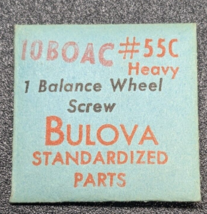 10BOAC #55C
Heavy
1 Balance Wheel
Screw
BULOVA
STANDARDIZED
PARTS